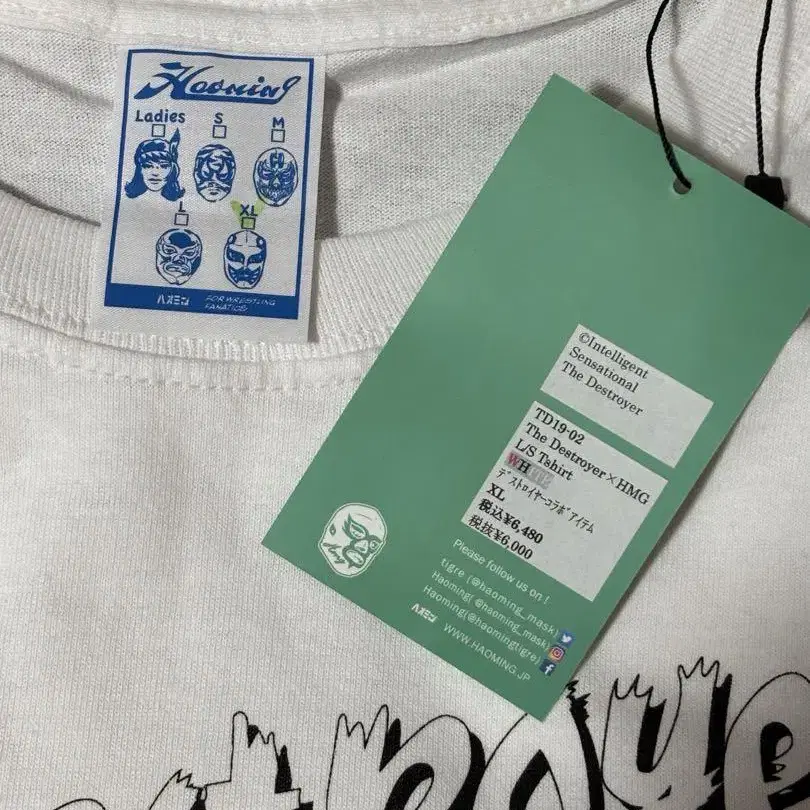 Haoming
Ladies S M
L XL
ハオミン FOR WRESTLING
FANATICS!
©Intelligent
Sensational
The Destroyer
TD19-02
The Destroyer×HMG
L/S Tshirt
WHITE
ﾃﾞｽﾄﾛｲﾔｰｺﾗﾎﾞｱｲﾃﾑ
XL
税込¥6,480
税抜¥6,000
hmg
Please follow us on !
tigre (@haoming_mask)
Haoming( @haoming_mask)
Haoming(@haomingtigre)
ハオミン WWW.HAOMING.JP